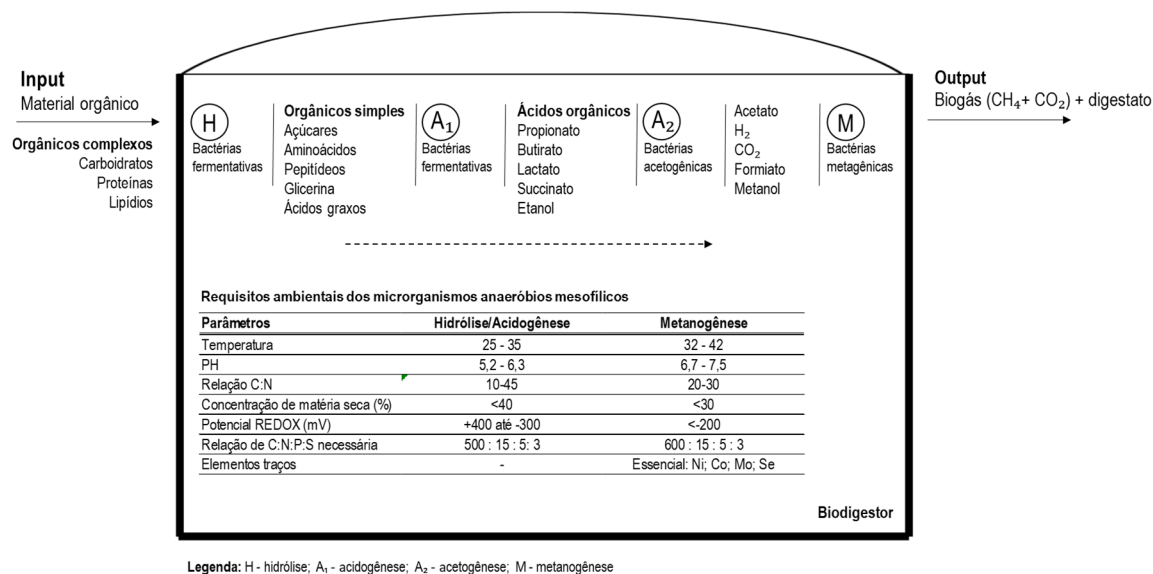 Input
Material orgânico
Orgânicos complexos
Carboidratos
Proteínas
Lipídios
H
Bactérias
fermentativas
Orgânicos simples
Açúcares
Aminoácidos
Pepitídeos
Glicerina
Ácidos graxos
A₁
Bactérias
fermentativas
Ácidos orgânicos
Propionato
Butirato
Lactato
Succinato
Etanol
A₂
Bactérias
acetogênicas
Acetato
H₂
CO₂
Formiato
Metanol
M
Bactérias
metagênicas
Output
Biogás (CH₄+ CO₂) + digestato
Requisitos ambientais dos microrganismos anaeróbios mesofilicos
Parâmetros Hidrólise/Acidogênese Metanogênese
Temperatura 25 - 35 32 - 42
PH 5,2 - 6,3 6,7 - 7,5
Relação C:N 10-45 20-30
Concentração de matéria seca (%) <40 <30
Potencial REDOX (mV) +400 até -300 <-200
Relação de C:N:P:S necessária 500 : 15 : 5: 3 600 : 15 : 5 : 3
Elementos traços - Essencial: Ni; Co; Mo; Se
Biodigestor
Legenda: H - hidrólise; A₁ - acidogênese; A₂ - acetogênese; M - metanogênese